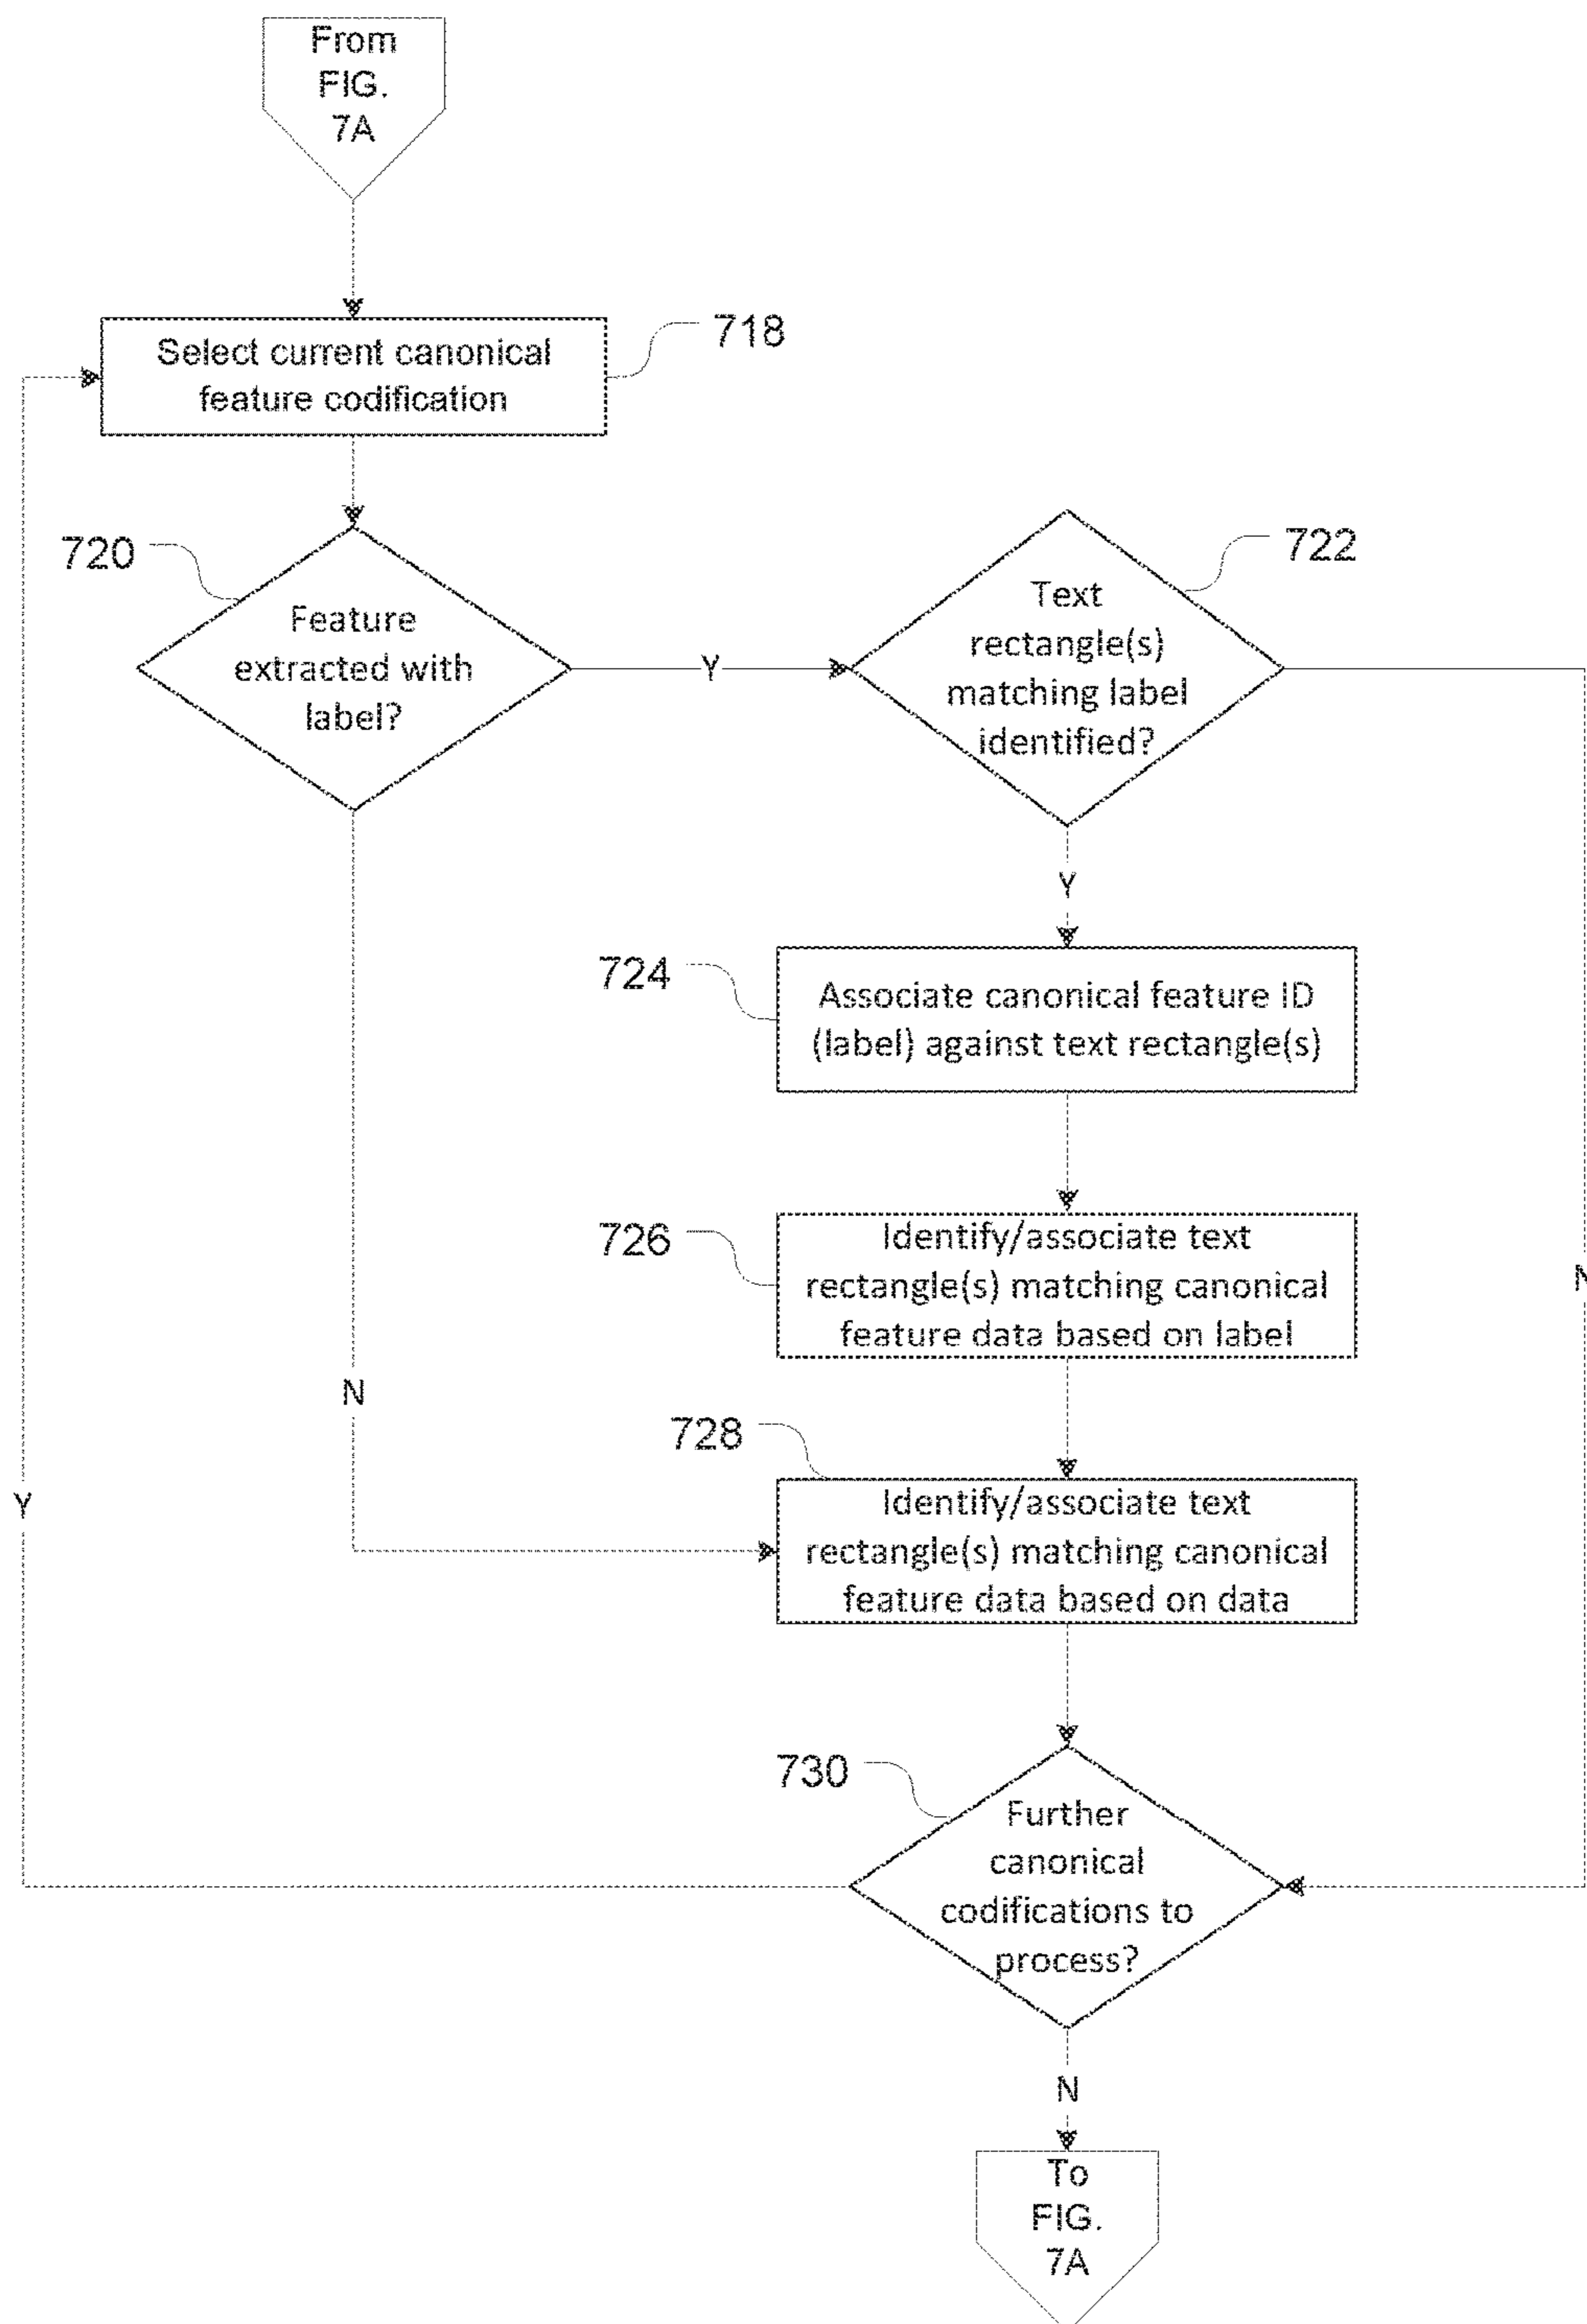 From
FIG.
7A
Select current canonical
feature codification
718
720
Feature
extracted with
label?
Y
722
Text
rectangle(s)
matching label
identified?
Y
724
Associate canonical feature ID
(label) against text rectangle(s)
726
Identify/associate text
rectangle(s) matching canonical
feature data based on label
N
N
728
Identify/associate text
rectangle(s) matching canonical
feature data based on data
Y
730
Further
canonical
codifications to
process?
N
To
FIG.
7A